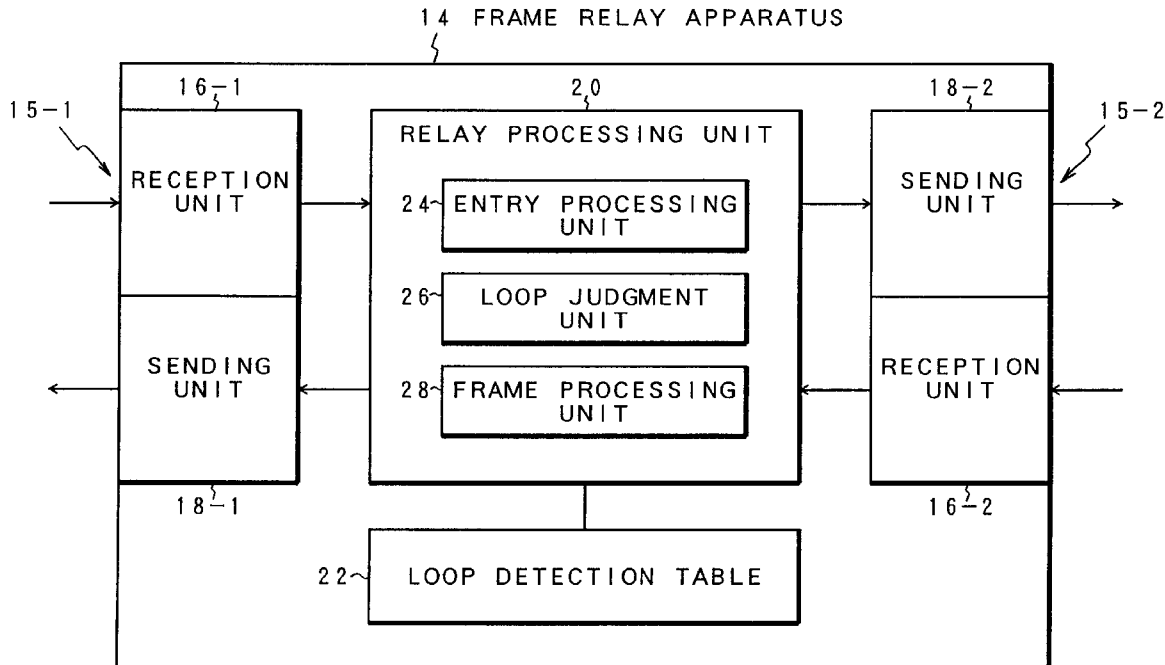 14 FRAME RELAY APPARATUS
16-1
20
18-2
15-1
15-2
RELAY PROCESSING UNIT
RECEPTION
UNIT
SENDING
UNIT
24
ENTRY PROCESSING
UNIT
26
LOOP JUDGMENT
UNIT
SENDING
UNIT
28
FRAME PROCESSING
UNIT
RECEPTION
UNIT
18-1
16-2
22
LOOP DETECTION TABLE